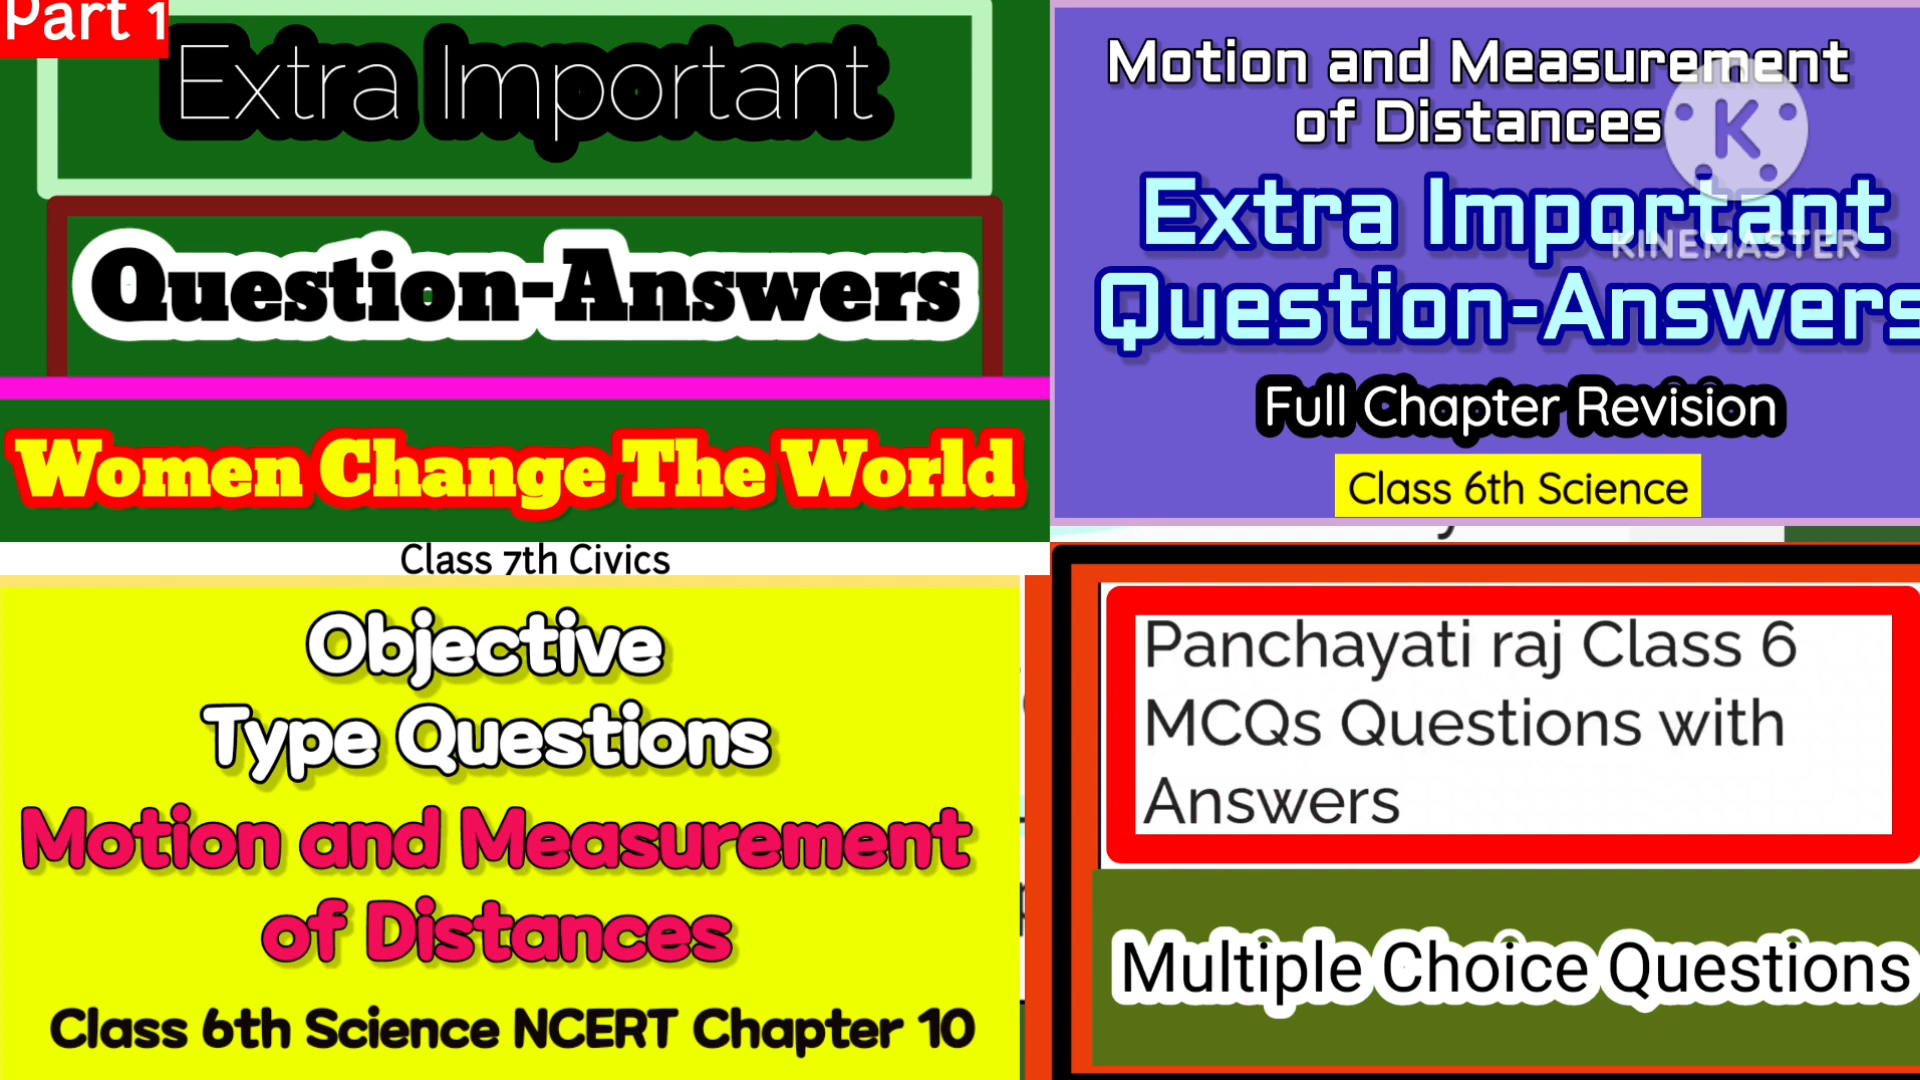 Part 1
Extra Important
Question-Answers
Women Change The World
Class 7th Civics
Motion and Measurement
of Distances
K
KINEMASTER
Extra Important
Question-Answers
Full Chapter Revision
Class 6th Science
Objective
Type Questions
Motion and Measurement
of Distances
Class 6th Science NCERT Chapter 10
Panchayati raj Class 6
MCQs Questions with
Answers
Multiple Choice Questions